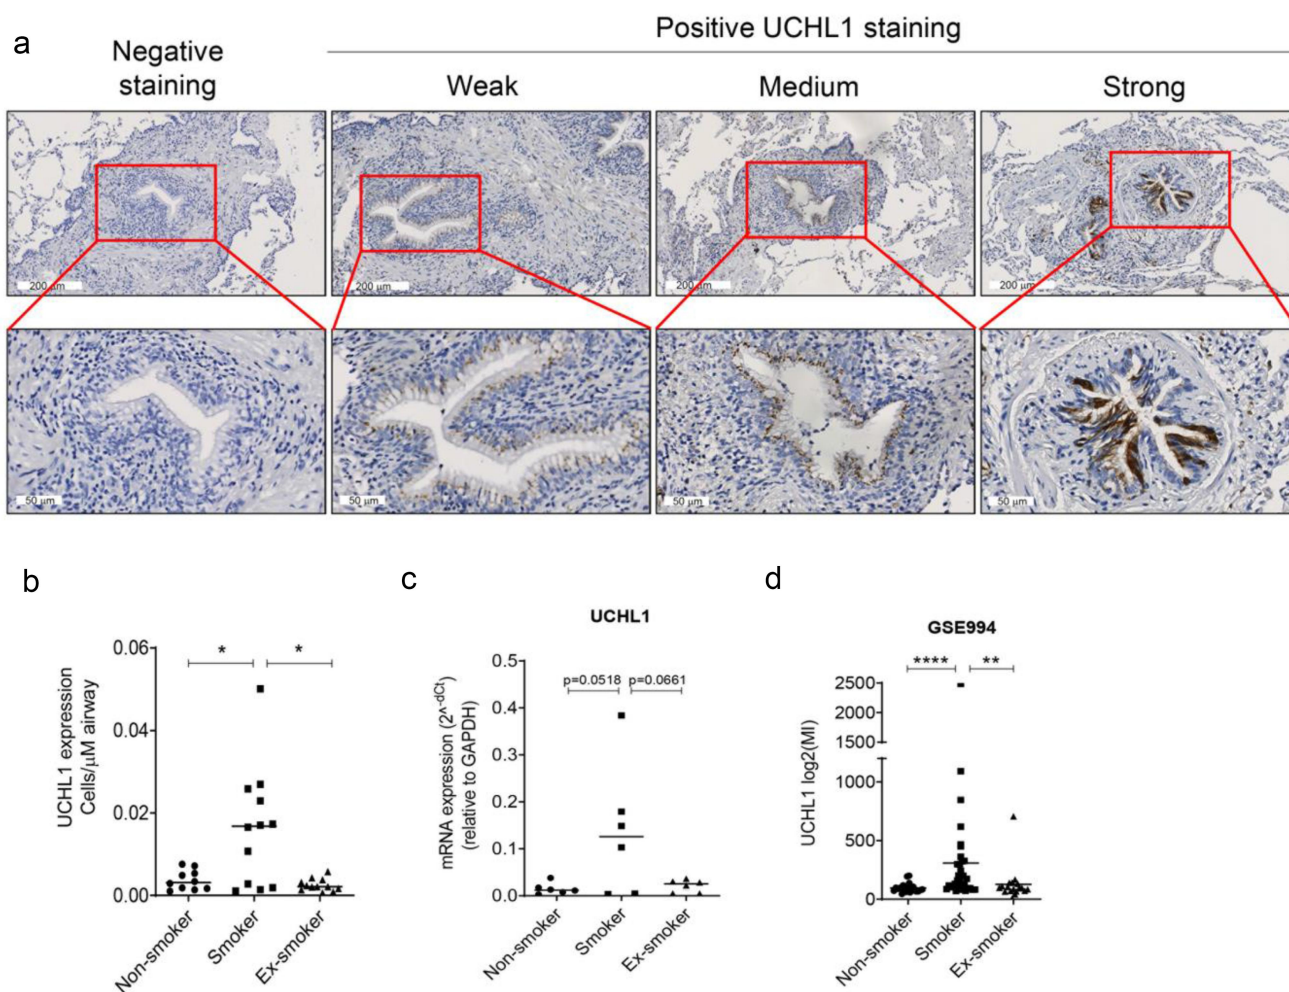 a
Negative
staining
Positive UCHL1 staining
Weak
Medium
Strong
200 μm
200 μm
200 μm
200 μm
50 μm
50 μm
50 μm
50 μm
b
UCHL1 expression
Cells/μM airway
0.06
0.04
0.02
0.00
*
*
Non-smoker
Smoker
Ex-smoker
c
UCHL1
mRNA expression (2^-dCt)
(relative to GAPDH)
0.5
0.4
0.3
0.2
0.1
0.0
p=0.0518
p=0.0661
Non-smoker
Smoker
Ex-smoker
d
GSE994
UCHL1 log2(MI)
2500
2000
1500
1000
500
0
****
**
Non-smoker
Smoker
Ex-smoker